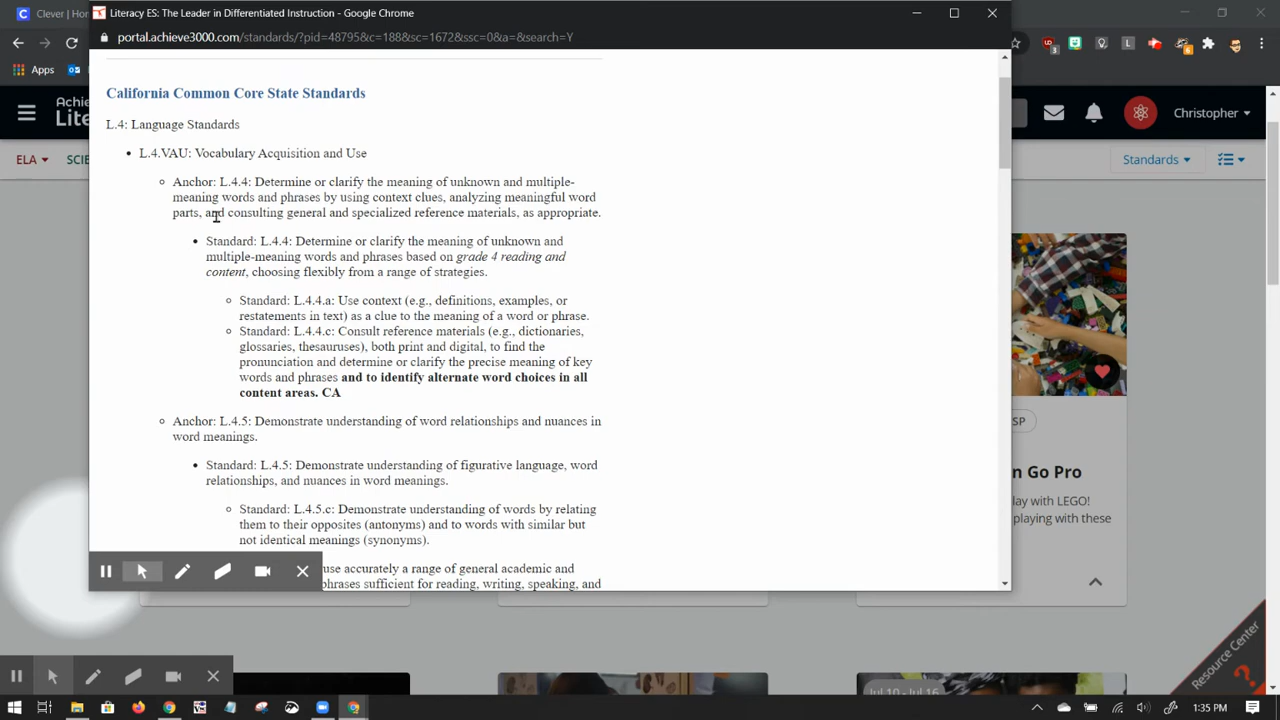 Clever | Hor
Literacy ES: The Leader in Differentiated Instruction - Google Chrome
portal.achieve3000.com/standards/?pid=48795&c=188&sc=1672&ssc=0&a=&search=Y
Apps
Achie
Lite
Christopher
ELA
SCIE
Standards
California Common Core State Standards
L.4: Language Standards
L.4.VAU: Vocabulary Acquisition and Use
Anchor: L.4.4: Determine or clarify the meaning of unknown and multiple-
meaning words and phrases by using context clues, analyzing meaningful word
parts, and consulting general and specialized reference materials, as appropriate.
Standard: L.4.4: Determine or clarify the meaning of unknown and
multiple-meaning words and phrases based on grade 4 reading and
content, choosing flexibly from a range of strategies.
Standard: L.4.4.a: Use context (e.g., definitions, examples, or
restatements in text) as a clue to the meaning of a word or phrase.
Standard: L.4.4.c: Consult reference materials (e.g., dictionaries,
glossaries, thesauruses), both print and digital, to find the
pronunciation and determine or clarify the precise meaning of key
words and phrases and to identify alternate word choices in all
content areas. CA
Anchor: L.4.5: Demonstrate understanding of word relationships and nuances in
word meanings.
Standard: L.4.5: Demonstrate understanding of figurative language, word
relationships, and nuances in word meanings.
Standard: L.4.5.c: Demonstrate understanding of words by relating
them to their opposites (antonyms) and to words with similar but
not identical meanings (synonyms).
use accurately a range of general academic and
phrases sufficient for reading, writing, speaking, and
SP
n Go Pro
lay with LEGO!
playing with these
Resource Center
?
Jul 10 - Jul 16
1:35 PM